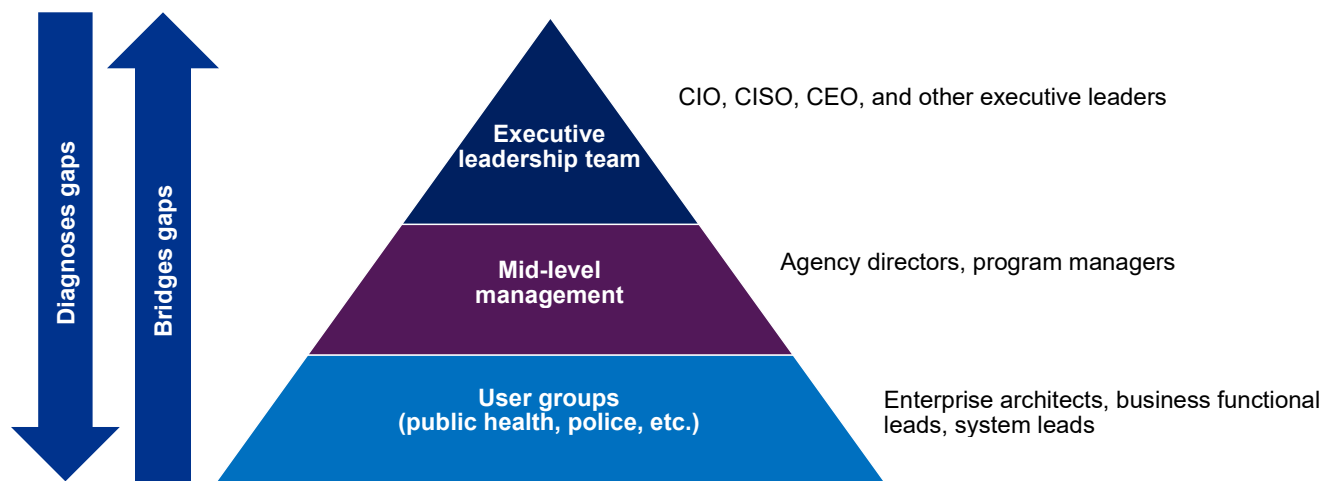 Diagnoses gaps
Bridges gaps
Executive
leadership team
CIO, CISO, CEO, and other executive leaders
Mid-level
management
Agency directors, program managers
User groups
(public health, police, etc.)
Enterprise architects, business functional
leads, system leads